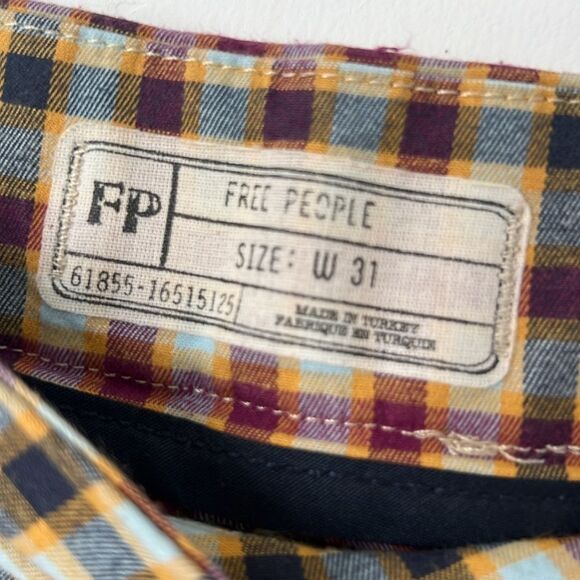 FP
FREE PEOPLE
SIZE: W 31
61855-16515125
MADE IN TURKEY
FABRIQUE EN TURQUIE